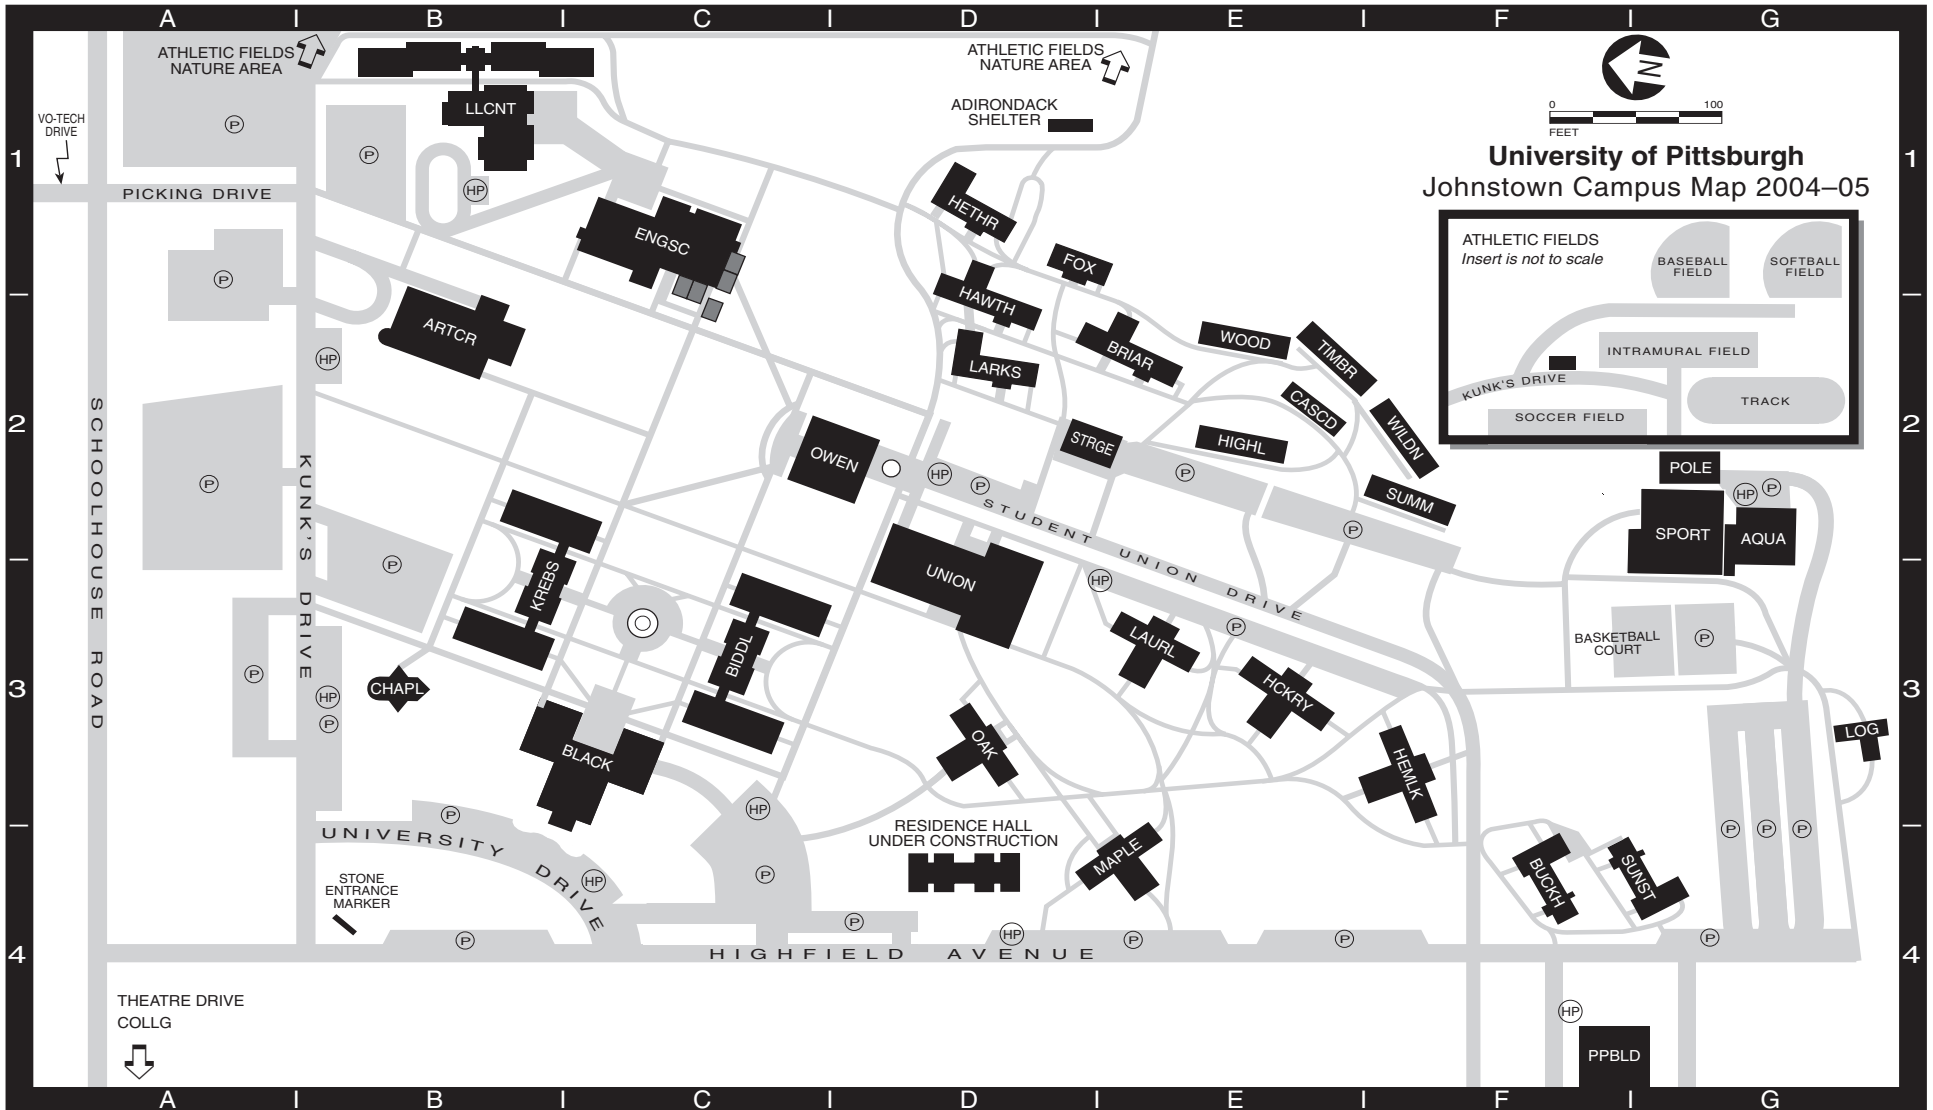 A I B I C I D I E I F I G
ATHLETIC FIELDS
NATURE AREA
ATHLETIC FIELDS
NATURE AREA
ADIRONDACK
SHELTER
N
0 100
FEET
University of Pittsburgh
Johnstown Campus Map 2004–05
VO-TECH
DRIVE
P
LLCNT
P
HP
1
1
PICKING DRIVE
HETHR
ENGSC
FOX
P
HAWTH
ARTCR
HP
LARKS
BRIAR
WOOD
TIMBR
CASCD
WILDN
HIGHL
STRGE
SUMM
ATHLETIC FIELDS
Insert is not to scale
BASEBALL
FIELD
SOFTBALL
FIELD
INTRAMURAL FIELD
KUNK'S DRIVE
TRACK
SOCCER FIELD
2
2
SCHOOLHOUSE ROAD
KUNK'S DRIVE
P
OWEN
HP
P
P
P
STUDENT UNION DRIVE
POLE
HP
P
SPORT
AQUA
P
KREBS
UNION
HP
P
BIDDL
LAURL
HCKRY
BASKETBALL
COURT
P
P
HP
P
CHAPL
3
3
BLACK
OAK
HEMLK
LOG
P
HP
UNIVERSITY DRIVE
RESIDENCE HALL
UNDER CONSTRUCTION
MAPLE
P
P
P
BUCKH
SUNST
STONE
ENTRANCE
MARKER
HP
P
P
P
HP
P
P
P
4
4
HIGHFIELD AVENUE
THEATRE DRIVE
COLLG
HP
PPBLD
A I B I C I D I E I F I G